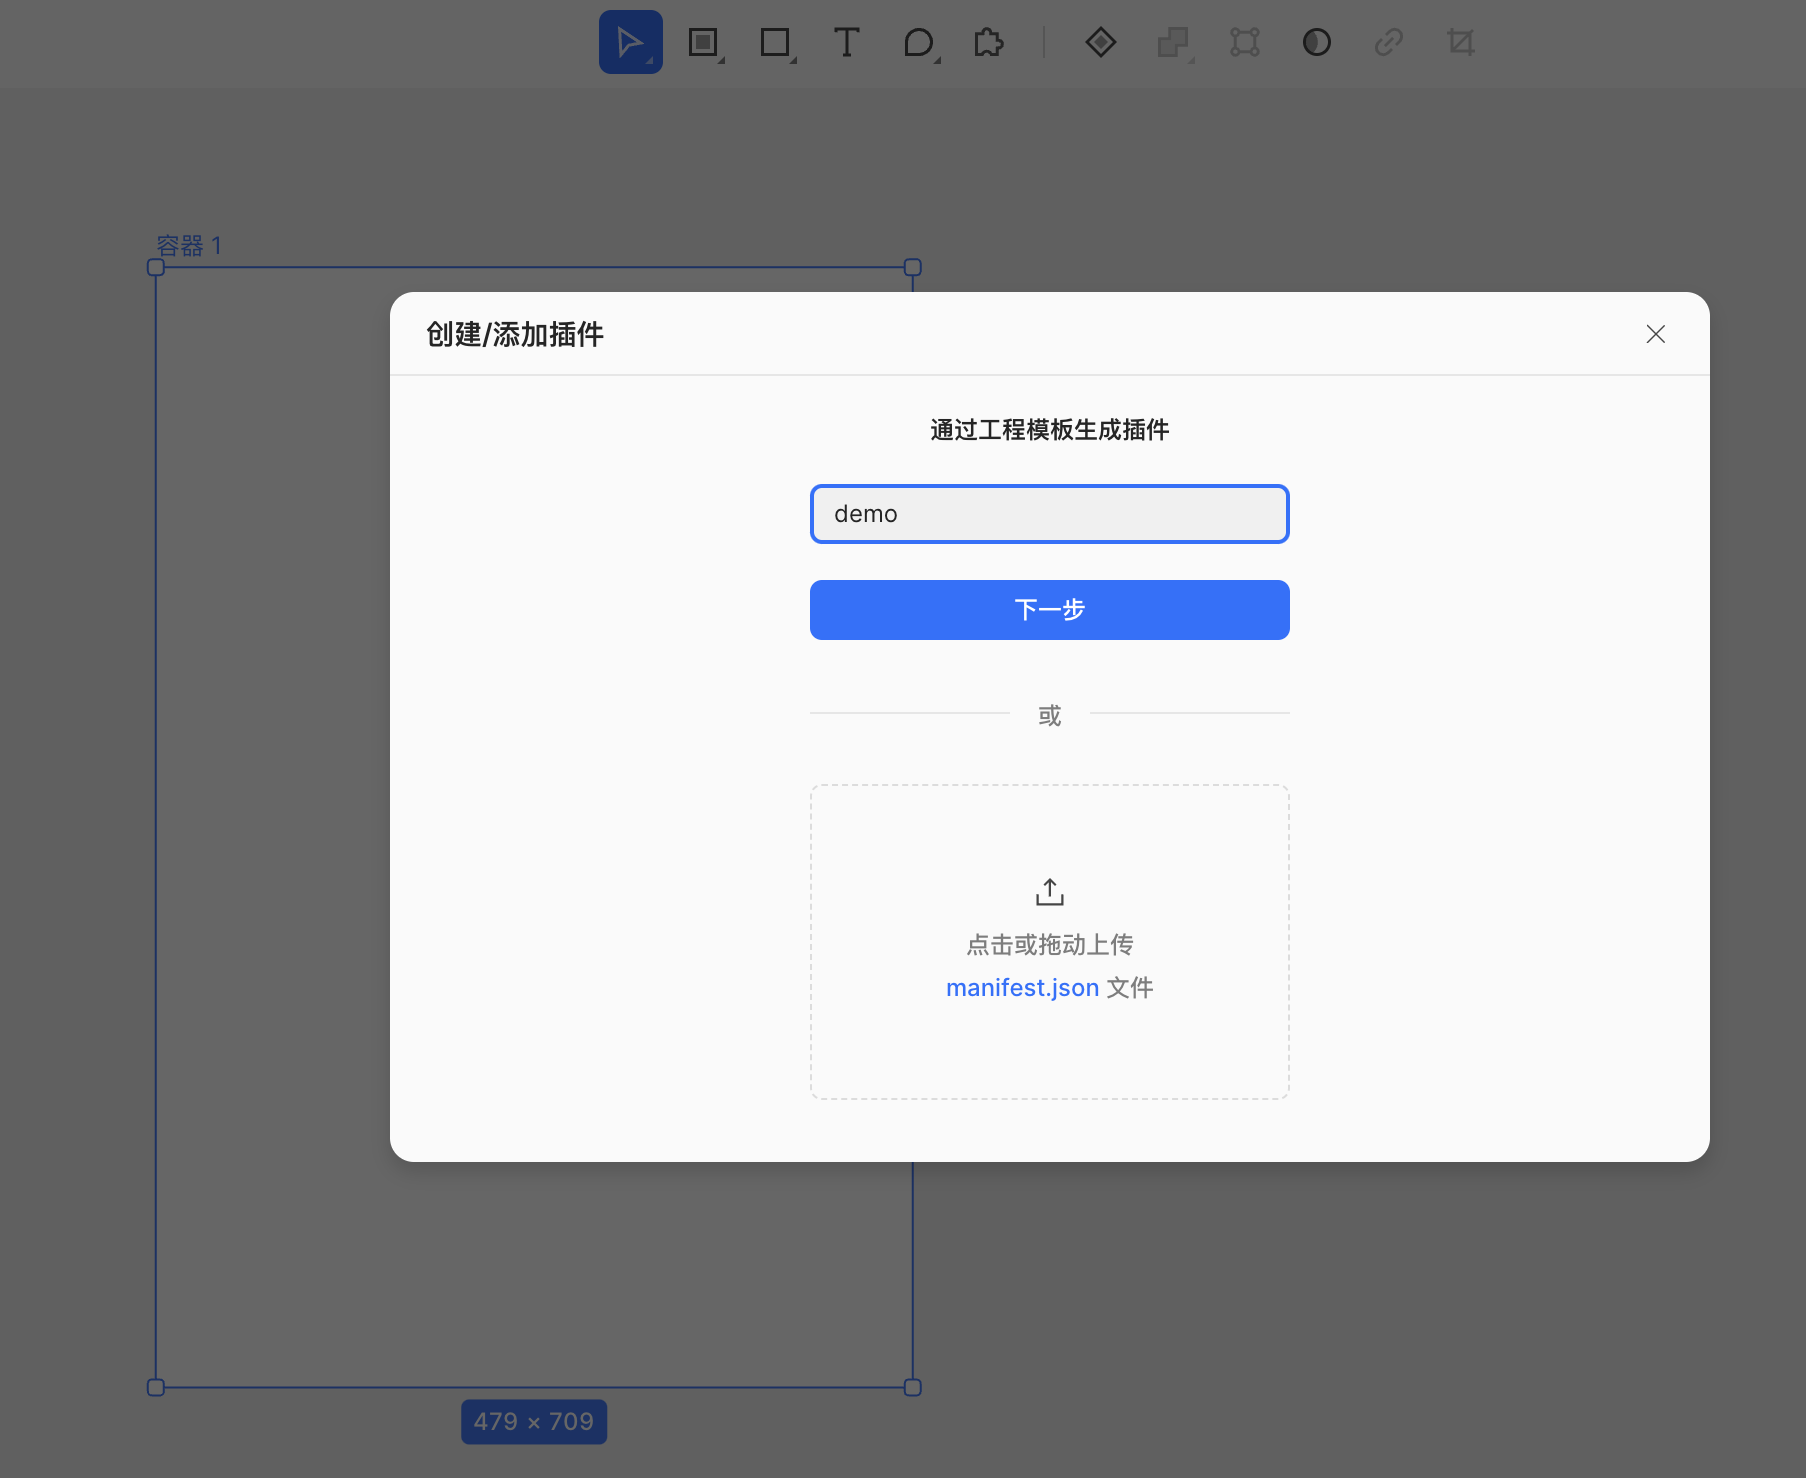 容器 1
创建/添加插件
通过工程模板生成插件
demo
下一步
或
点击或拖动上传
manifest.json 文件
479 × 709